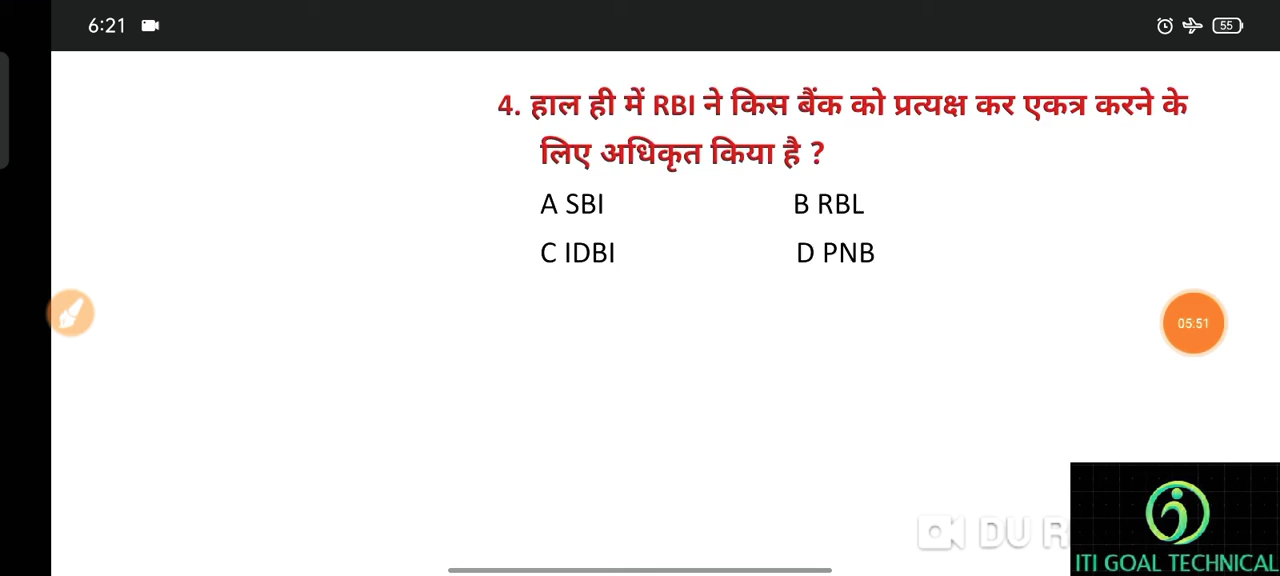 6:21
55
4. हाल ही में RBI ने किस बैंक को प्रत्यक्ष कर एकत्र करने के
लिए अधिकृत किया है ?
A SBI B RBL
C IDBI D PNB
05:51
DU R
ITI GOAL TECHNICAL